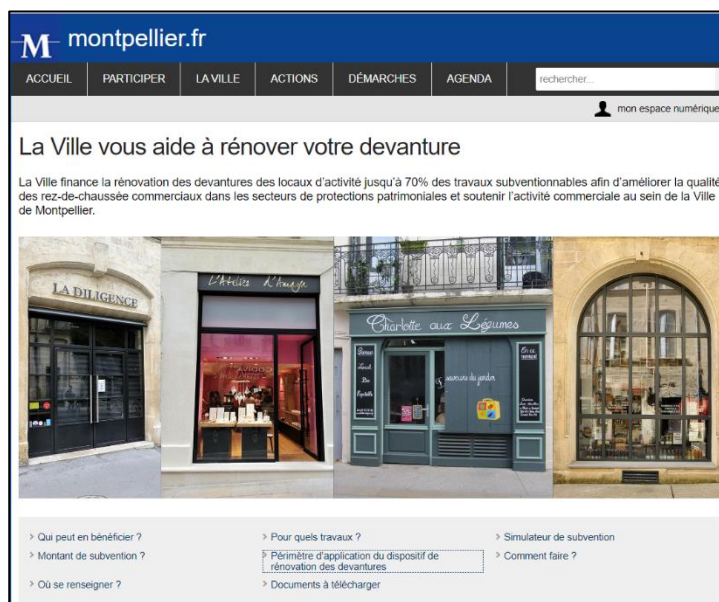 M montpellier.fr
ACCUEIL PARTICIPER LA VILLE ACTIONS DÉMARCHES AGENDA rechercher...
mon espace numérique
La Ville vous aide à rénover votre devanture
La Ville finance la rénovation des devantures des locaux d'activité jusqu'à 70% des travaux subventionnables afin d'améliorer la qualité
des rez-de-chaussée commerciaux dans les secteurs de protections patrimoniales et soutenir l'activité commerciale au sein de la Ville
de Montpellier.
LA DILIGENCE
L'Atelier d'Amaya
Charlotte aux Légumes
saveurs du jardin
> Qui peut en bénéficier ? > Pour quels travaux ? > Simulateur de subvention
> Montant de subvention ? > Périmètre d'application du dispositif de
rénovation des devantures > Comment faire ?
> Où se renseigner ? > Documents à télécharger